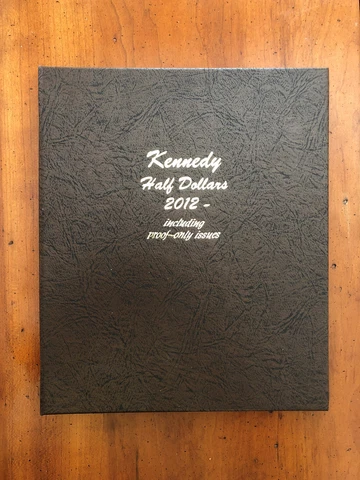 Kennedy
Half Dollars
2012 -
including
proof-only issues